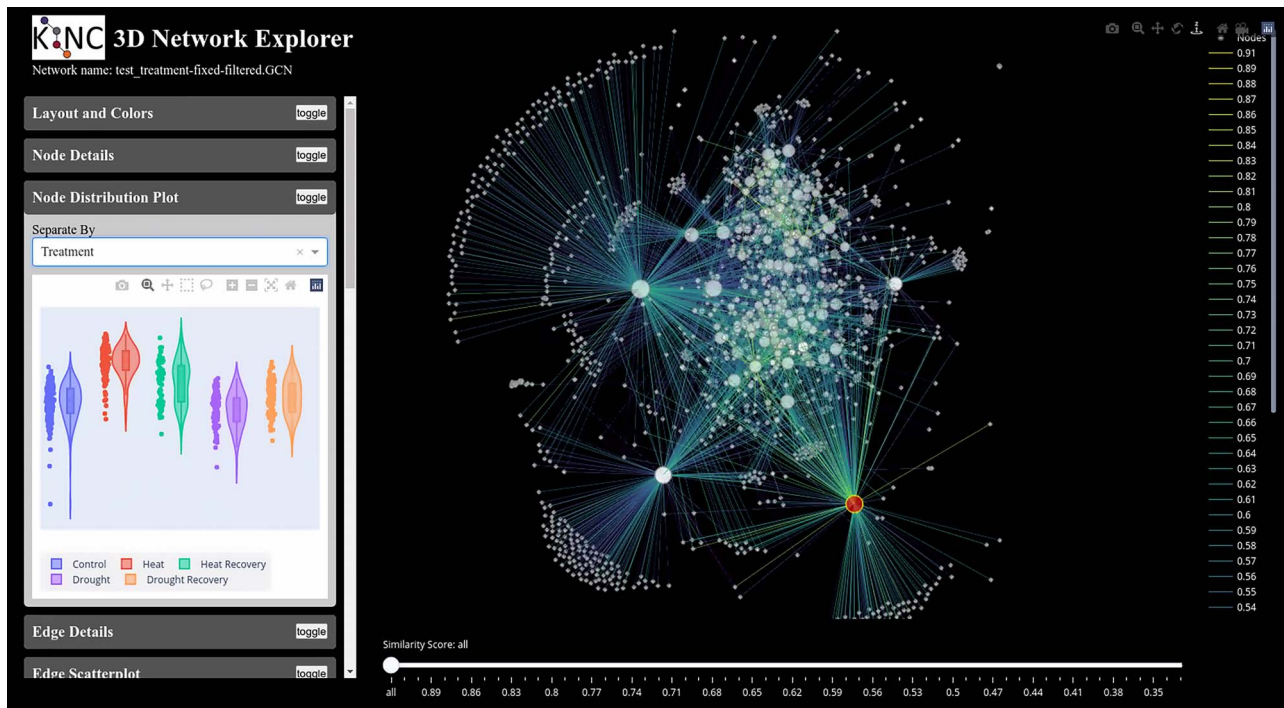 KINC 3D Network Explorer
Network name: test_treatment-fixed-filtered.GCN
Layout and Colors toggle
Node Details toggle
Node Distribution Plot toggle
Separate By
Treatment
Control Heat Heat Recovery
Drought Drought Recovery
Edge Details toggle
Edge Scatterplot toggle
Nodes
0.91
0.89
0.88
0.87
0.86
0.85
0.84
0.83
0.82
0.81
0.8
0.79
0.78
0.77
0.76
0.75
0.74
0.73
0.72
0.71
0.7
0.69
0.68
0.67
0.66
0.65
0.64
0.63
0.62
0.61
0.6
0.59
0.58
0.57
0.56
0.55
0.54
Similarity Score: all
all 0.89 0.86 0.83 0.8 0.77 0.74 0.71 0.68 0.65 0.62 0.59 0.56 0.53 0.5 0.47 0.44 0.41 0.38 0.35